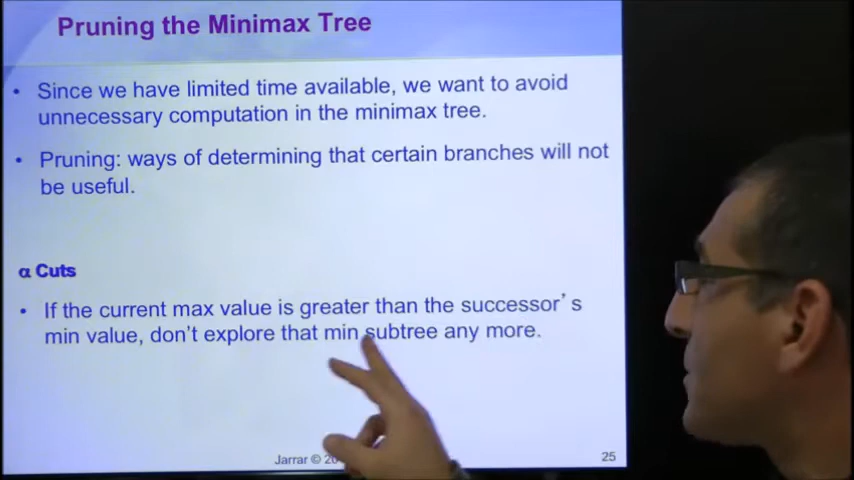 Pruning the Minimax Tree
• Since we have limited time available, we want to avoid
unnecessary computation in the minimax tree.
• Pruning: ways of determining that certain branches will not
be useful.
α Cuts
• If the current max value is greater than the successor's
min value, don't explore that min subtree any more.
Jarrar ©
25